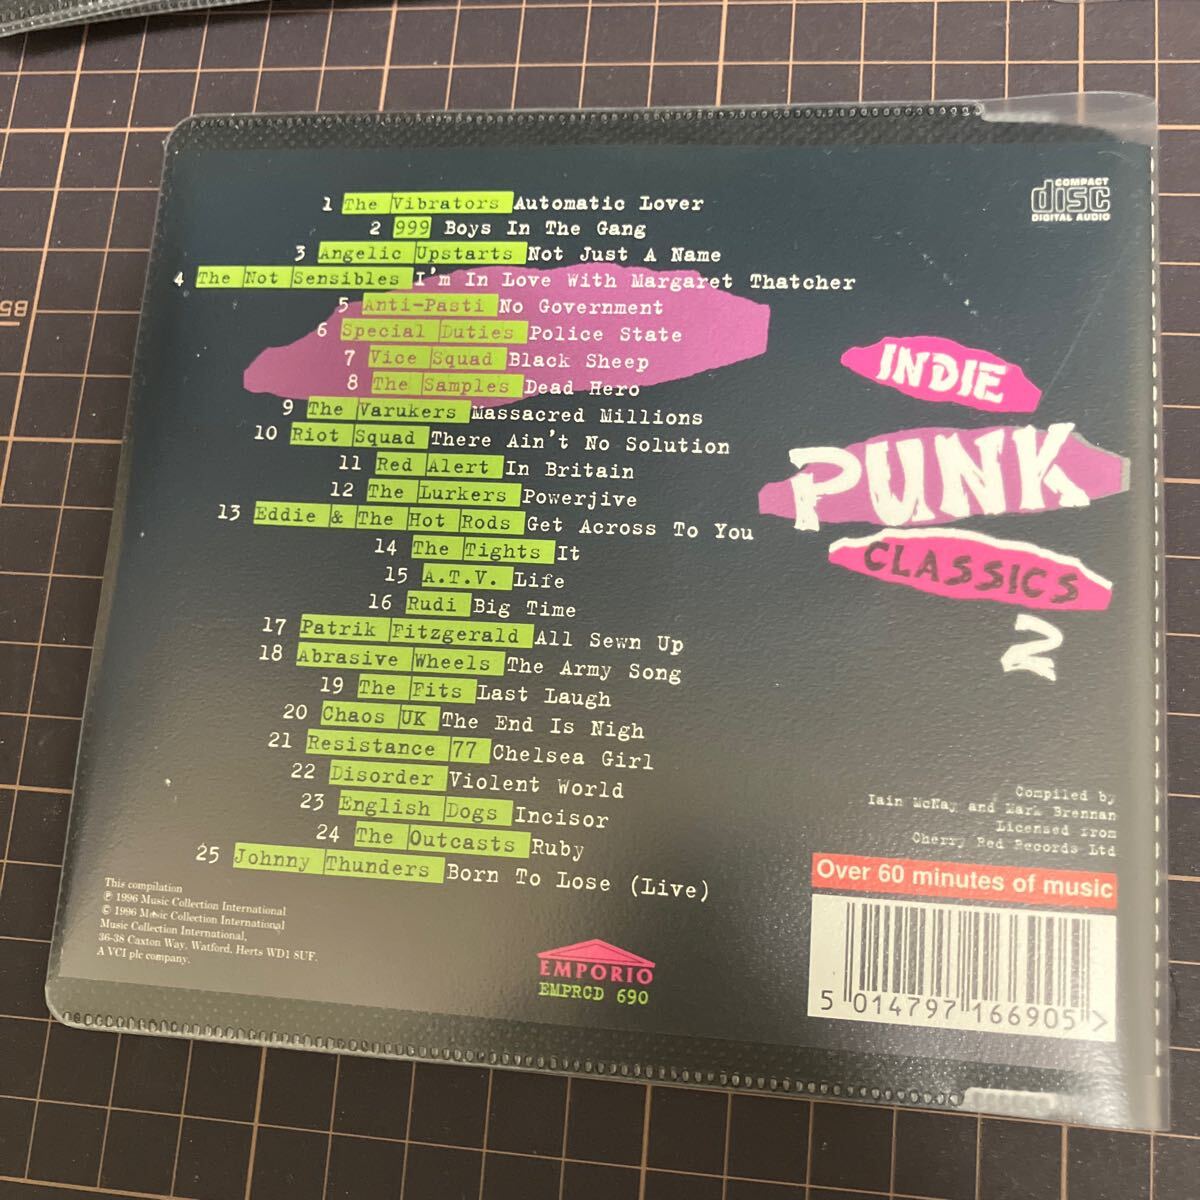 1 The Vibrators Automatic Lover
2 999 Boys In The Gang
3 Angelic Upstarts Not Just A Name
4 The Not Sensibles I'm In Love With Margaret Thatcher
5 Anti-Pasti No Government
6 Special Duties Police State
7 Vice Squad Black Sheep
8 The Samples Dead Hero
9 The Varukers Massacred Millions
10 Riot Squad There Ain't No Solution
11 Red Alert In Britain
12 The Lurkers Powerjive
13 Eddie & The Hot Rods Get Across To You
14 The Tights It
15 A.T.V. Life
16 Rudi Big Time
17 Patrik Fitzgerald All Sewn Up
18 Abrasive Wheels The Army Song
19 The Fits Last Laugh
20 Chaos UK The End Is Nigh
21 Resistance 77 Chelsea Girl
22 Disorder Violent World
23 English Dogs Incisor
24 The Outcasts Ruby
25 Johnny Thunders Born To Lose (Live)
This compilation
℗ 1996 Music Collection International
© 1996 Music Collection International
Music Collection International,
36-38 Caxton Way, Watford, Herts WD1 8UF.
A VCI plc company.
EMPORIO
EMPRCD 690
COMPACT
disc
DIGITAL AUDIO
INDIE
PUNK
CLASSICS
2
Compiled by
Iain McNay and Mark Brennan
Licensed from
Cherry Red Records Ltd
Over 60 minutes of music
5 014797 166905 >
B5